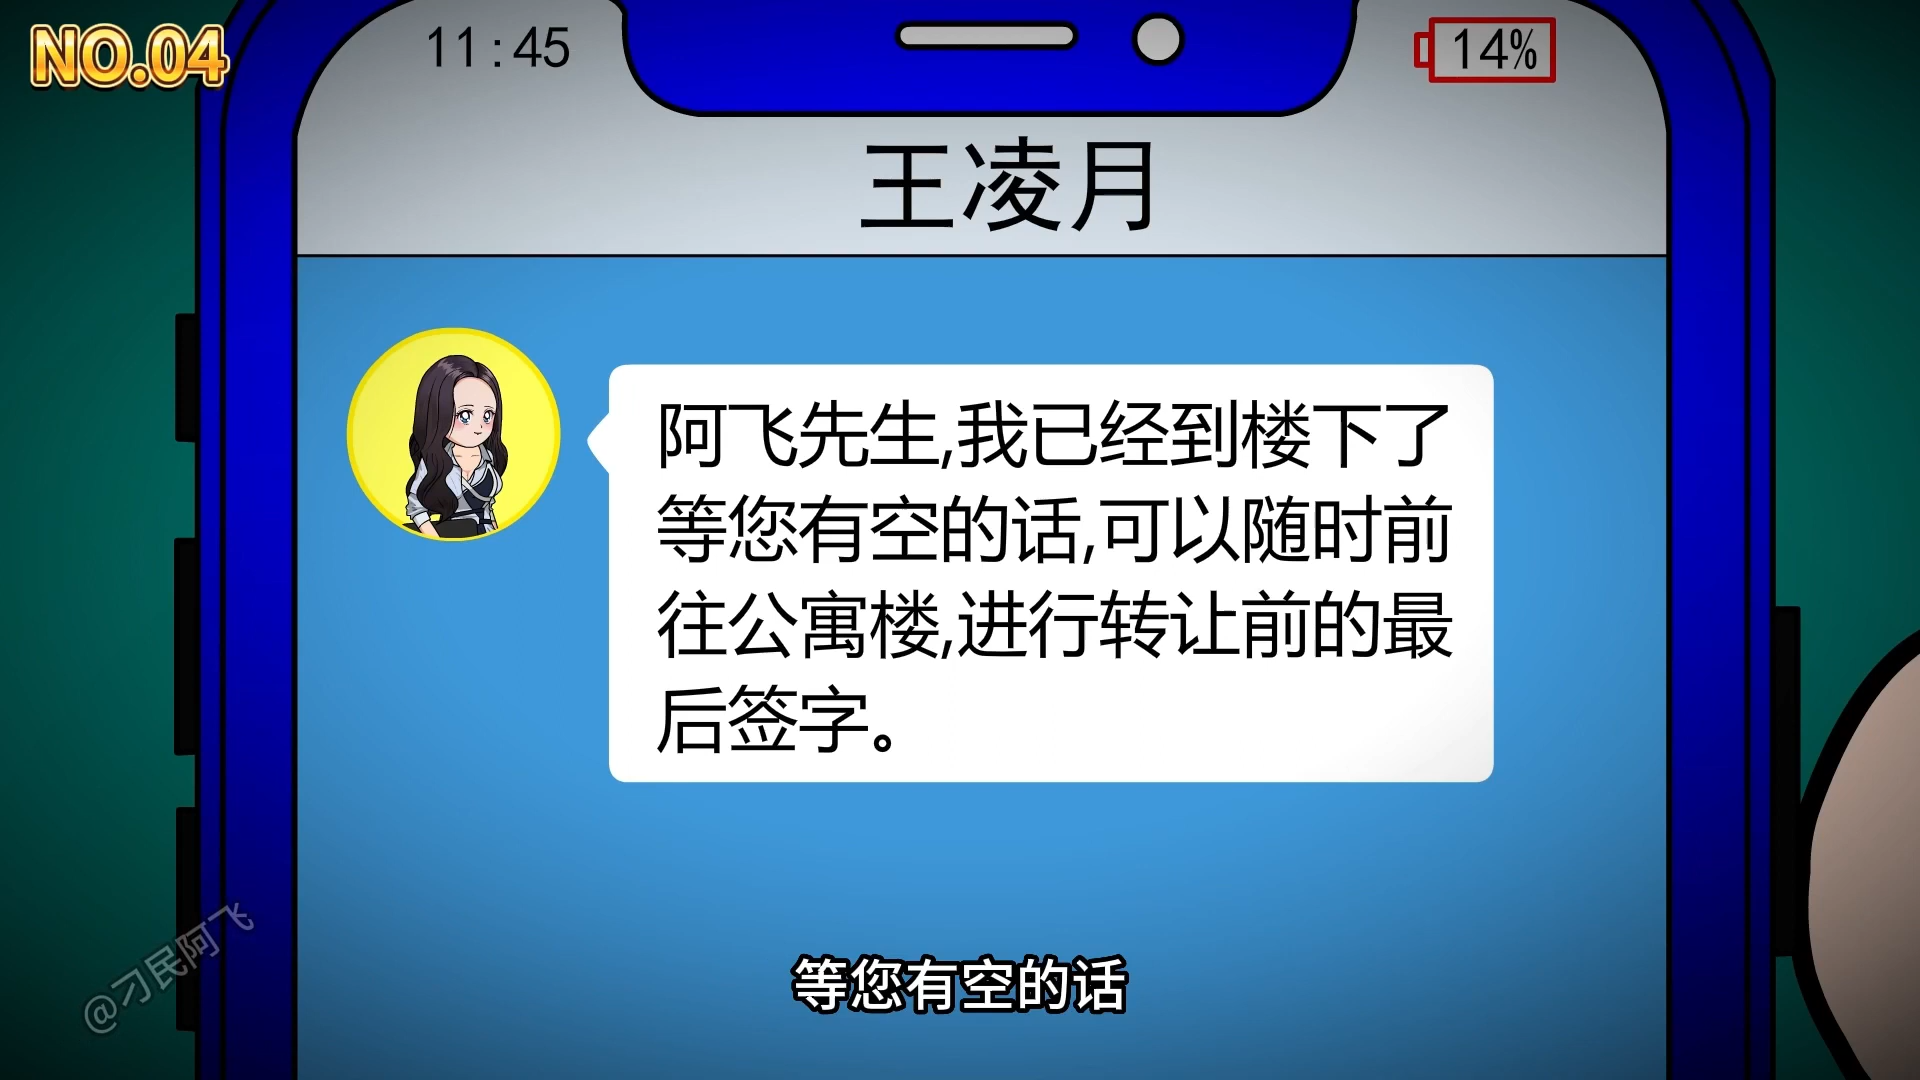 NO.04
11:45
14%
王凌月
阿飞先生,我已经到楼下了
等您有空的话,可以随时前
往公寓楼,进行转让前的最
后签字。
@刁民阿飞
等您有空的话